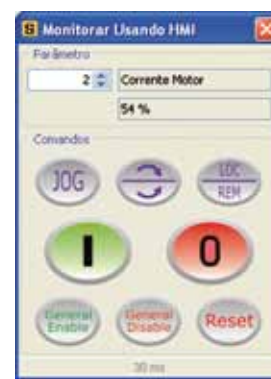 Monitorar Usando HMI
Parâmetro
2
Corrente Motor
54 %
Comandos
JOG
LOC
REM
I
0
General
Enable
General
Disable
Reset
30 ms